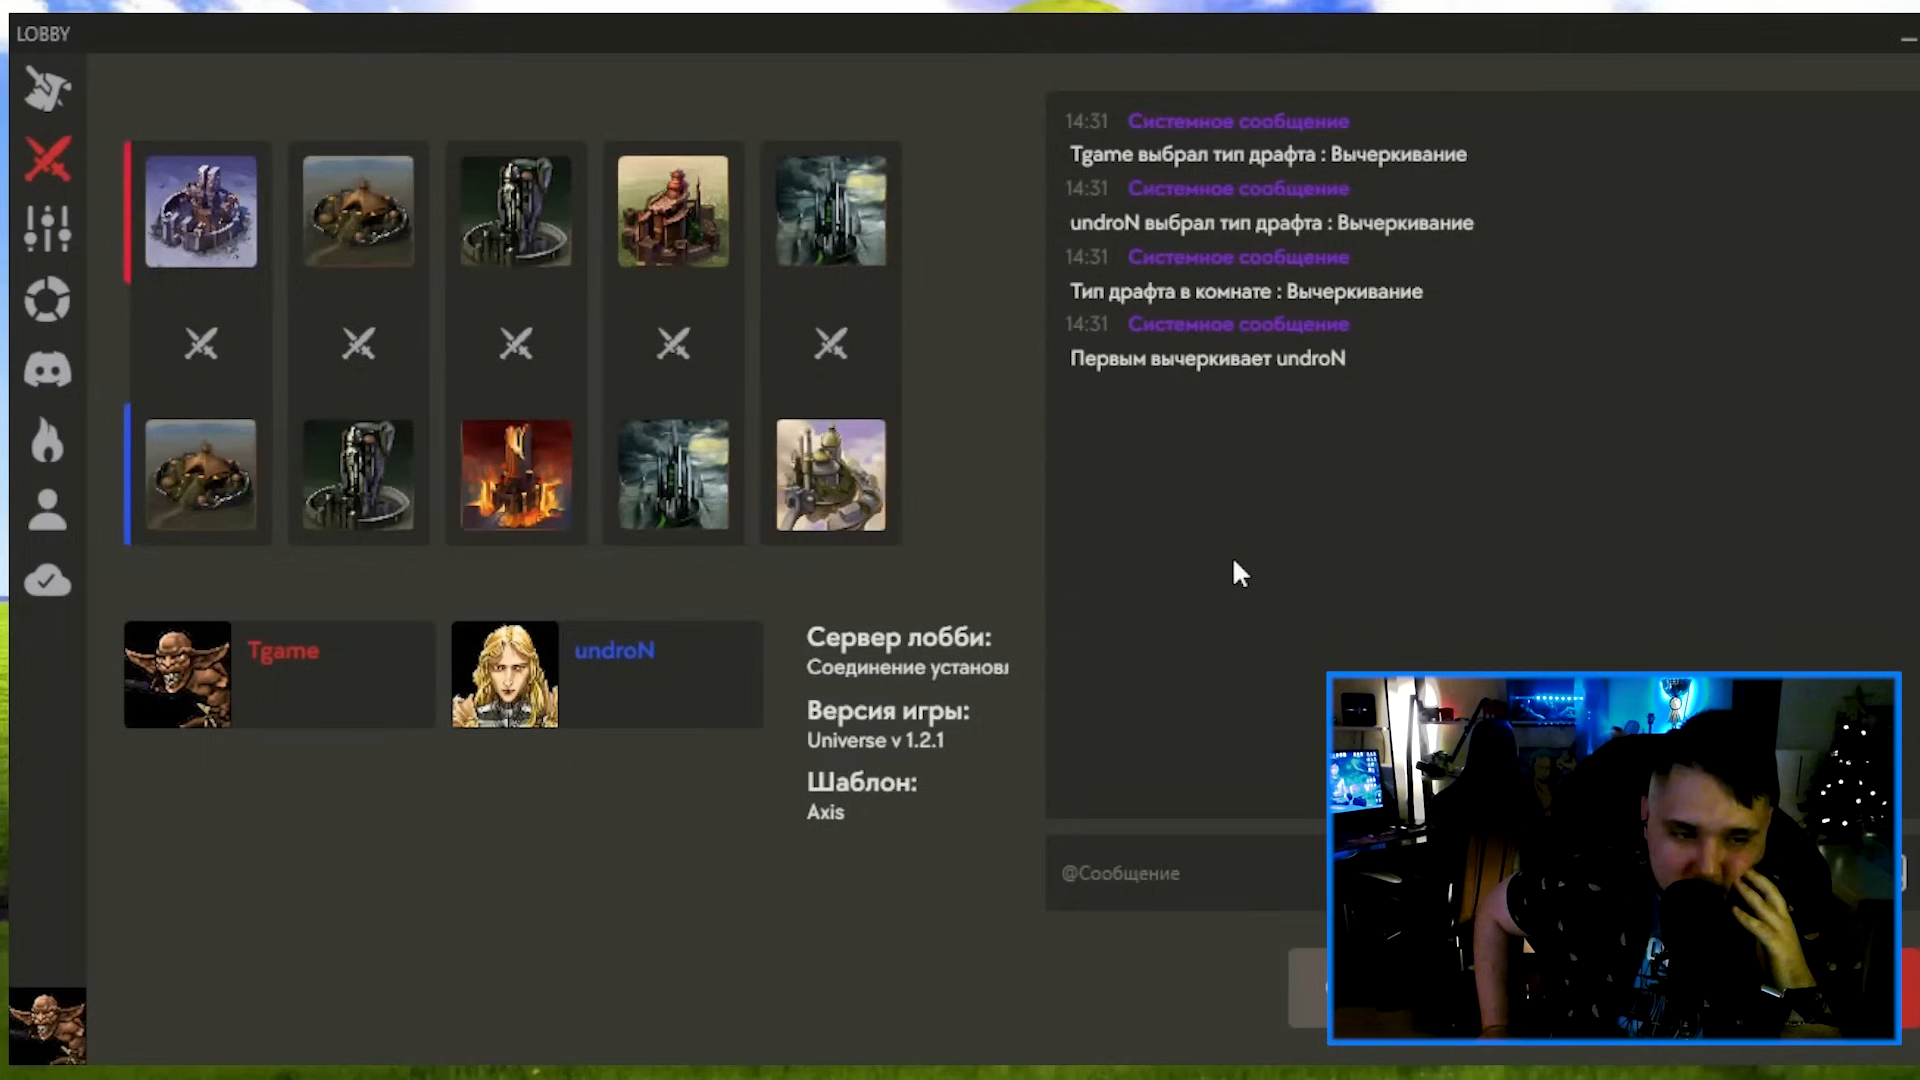 LOBBY
14:31 Системное сообщение
Tgame выбрал тип драфта : Вычеркивание
14:31 Системное сообщение
undroN выбрал тип драфта : Вычеркивание
14:31 Системное сообщение
Тип драфта в комнате : Вычеркивание
14:31 Системное сообщение
Первым вычеркивает undroN
Tgame
undroN
Сервер лобби:
Соединение установл
Версия игры:
Universe v 1.2.1
Шаблон:
Axis
@Сообщение